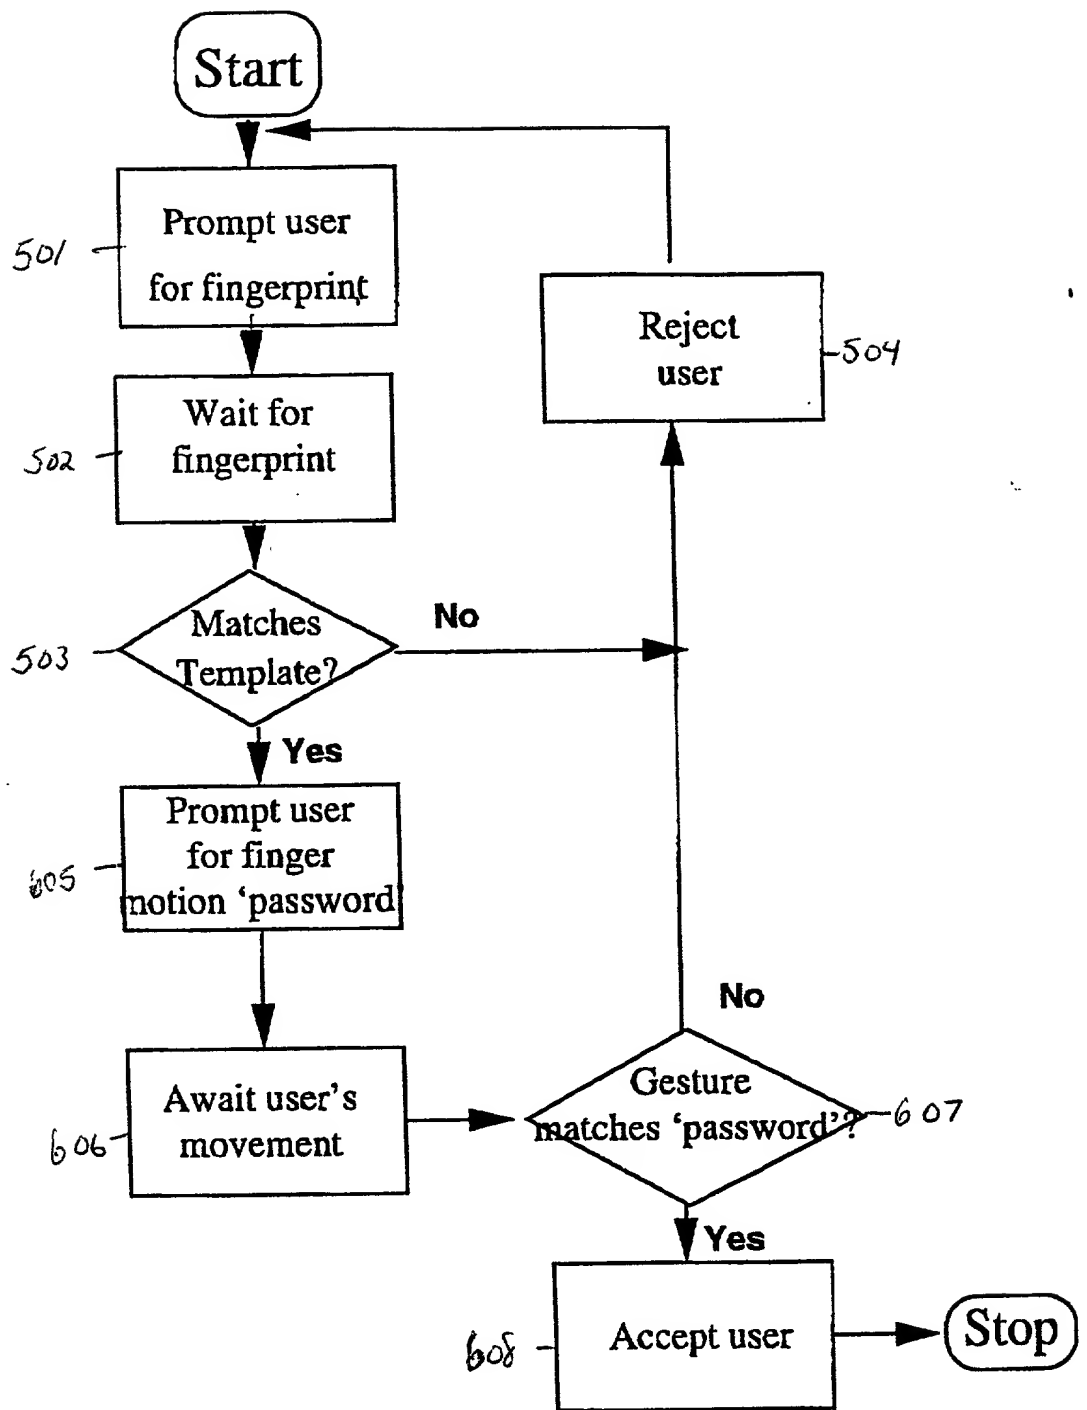 Start
Prompt user
for fingerprint
501
Reject
user
504
Wait for
fingerprint
502
Matches
Template?
503
No
Yes
Prompt user
for finger
motion ‘password
605
No
Await user’s
movement
606
Gesture
matches ‘password’?
607
Yes
Accept user
608
Stop